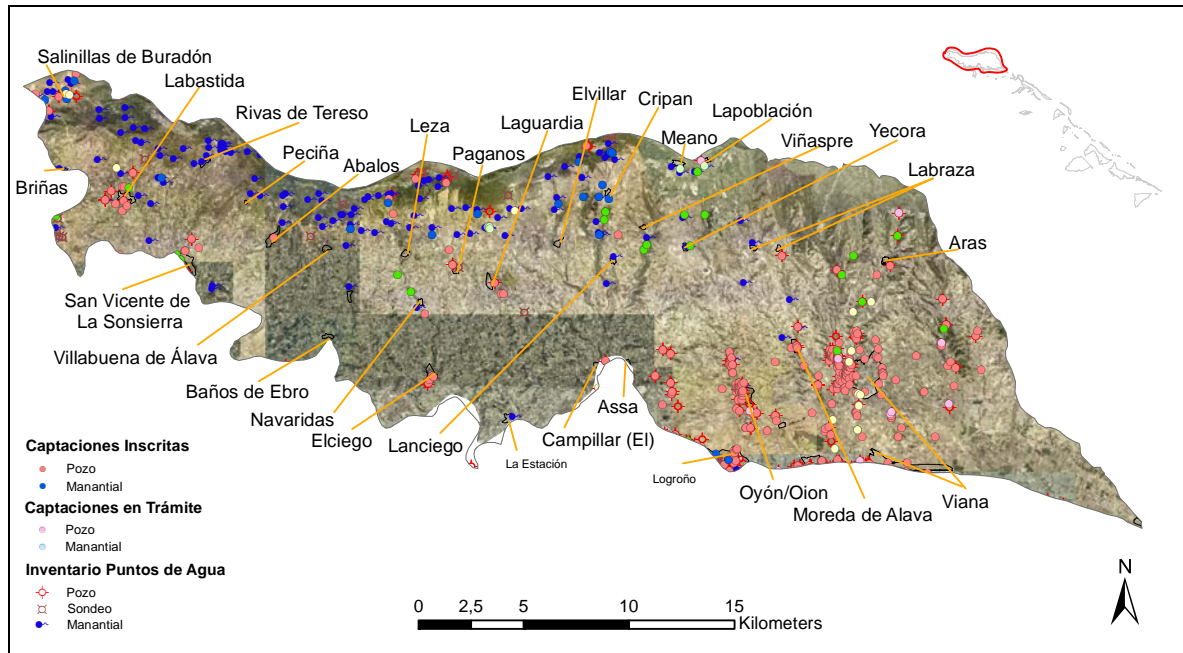 Salinillas de Buradón
Labastida
Rivas de Tereso
Peciña
Abalos
Leza
Paganos
Laguardia
Elvillar
Cripan
Meano
Lapoblación
Viñaspre
Yecora
Labraza
Briñas
Aras
San Vicente de
La Sonsierra
Villabuena de Álava
Baños de Ebro
Navaridas
Elciego
Lanciego
La Estación
Campillar (El)
Assa
Logroño
Oyón/Oion
Moreda de Alava
Viana
Captaciones Inscritas
Pozo
Manantial
Captaciones en Trámite
Pozo
Manantial
Inventario Puntos de Agua
Pozo
Sondeo
Manantial
0 2,5 5 10 15
Kilometers
N